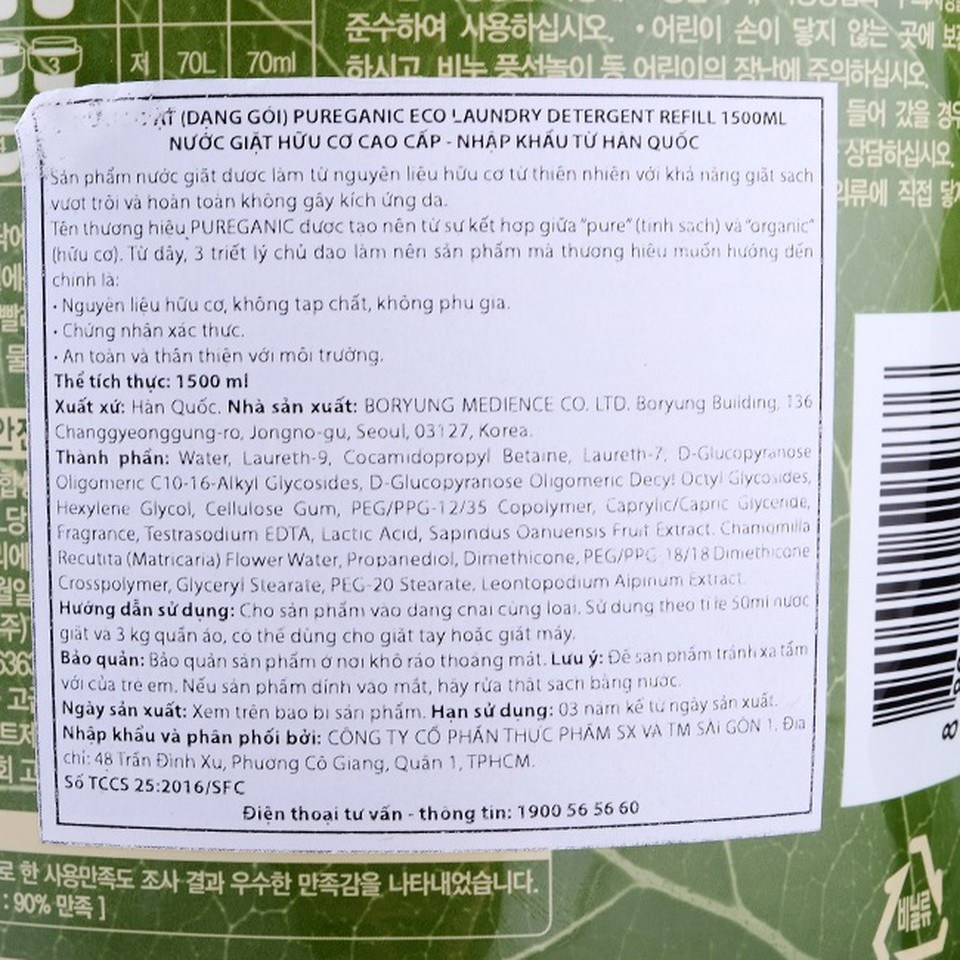 준수하여 사용하십시오. • 어린이 손이 닿지 않는 곳에
3 저 70L 70ml
하시고, 비누 풍선놀이 등 어린이의 장난에 주의하십시오.
들어 갔을 경우
상담하십시오.
의류에 직접 닿지
(DẠNG GÓI) PUREGANIC ECO LAUNDRY DETERGENT REFILL 1500ML
NƯỚC GIẶT HỮU CƠ CAO CẤP - NHẬP KHẨU TỪ HÀN QUỐC
Sản phẩm nước giặt được làm từ nguyên liệu hữu cơ từ thiên nhiên với khả năng giặt sạch
vượt trội và hoàn toàn không gây kích ứng da.
Tên thương hiệu PUREGANIC được tạo nên từ sự kết hợp giữa "pure" (tinh sạch) và "organic"
(hữu cơ). Từ đây, 3 triết lý chủ đạo làm nên sản phẩm mà thương hiệu muốn hướng đến
chính là:
· Nguyên liệu hữu cơ, không tạp chất, không phụ gia.
· Chứng nhận xác thực.
· An toàn và thân thiện với môi trường.
Thể tích thực: 1500 ml
Xuất xứ: Hàn Quốc. Nhà sản xuất: BORYUNG MEDIENCE CO. LTD. Boryung Building, 136
Changgyeonggung-ro, Jongno-gu, Seoul, 03127, Korea.
Thành phần: Water, Laureth-9, Cocamidopropyl Betaine, Laureth-7, D-Glucopyranose
Oligomeric C10-16-Alkyl Glycosides, D-Glucopyranose Oligomeric Decyl Octyl Glycosides,
Hexylene Glycol, Cellulose Gum, PEG/PPG-12/35 Copolymer, Caprylic/Capric Glyceride,
Fragrance, Testrasodium EDTA, Lactic Acid, Sapindus Oanuensis Fruit Extract. Chamomilla
Recutita (Matricaria) Flower Water, Propanediol, Dimethicone, PEG/PPG-18/18 Dimethicone
Crosspolymer, Glyceryl Stearate, PEG-20 Stearate, Leontopodium Alpinum Extract.
Hướng dẫn sử dụng: Cho sản phẩm vào dạng chai cùng loại. Sử dụng theo tỉ lệ 50ml nước
giặt và 3 kg quần áo, có thể dùng cho giặt tay hoặc giặt máy.
Bảo quản: Bảo quản sản phẩm ở nơi khô ráo thoáng mát. Lưu ý: Để sản phẩm tránh xa tầm
với của trẻ em. Nếu sản phẩm dính vào mắt, hãy rửa thật sạch bằng nước.
Ngày sản xuất: Xem trên bao bì sản phẩm. Hạn sử dụng: 03 năm kể từ ngày sản xuất.
Nhập khẩu và phân phối bởi: CÔNG TY CỔ PHẦN THỰC PHẨM SX VÀ TM SÀI GÒN 1. Địa
chỉ: 48 Trần Đình Xu, Phường Cô Giang, Quận 1, TPHCM.
Số TCCS 25:2016/SFC
Điện thoại tư vấn - thông tin: 1900 56 56 60
8
로 한 사용만족도 조사 결과 우수한 만족감을 나타내었습니다.
: 90% 만족 ]
비닐류